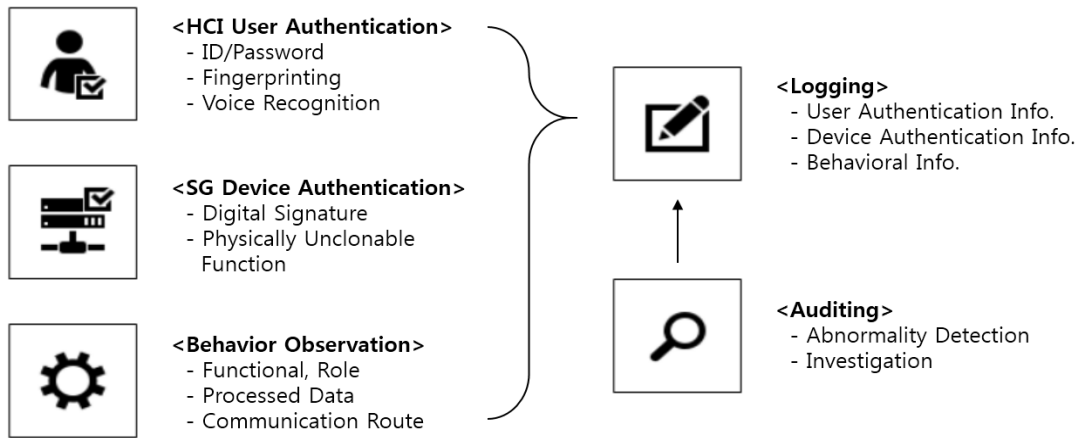 <HCI User Authentication>
- ID/Password
- Fingerprinting
- Voice Recognition
<SG Device Authentication>
- Digital Signature
- Physically Unclonable
Function
<Behavior Observation>
- Functional, Role
- Processed Data
- Communication Route
<Logging>
- User Authentication Info.
- Device Authentication Info.
- Behavioral Info.
<Auditing>
- Abnormality Detection
- Investigation